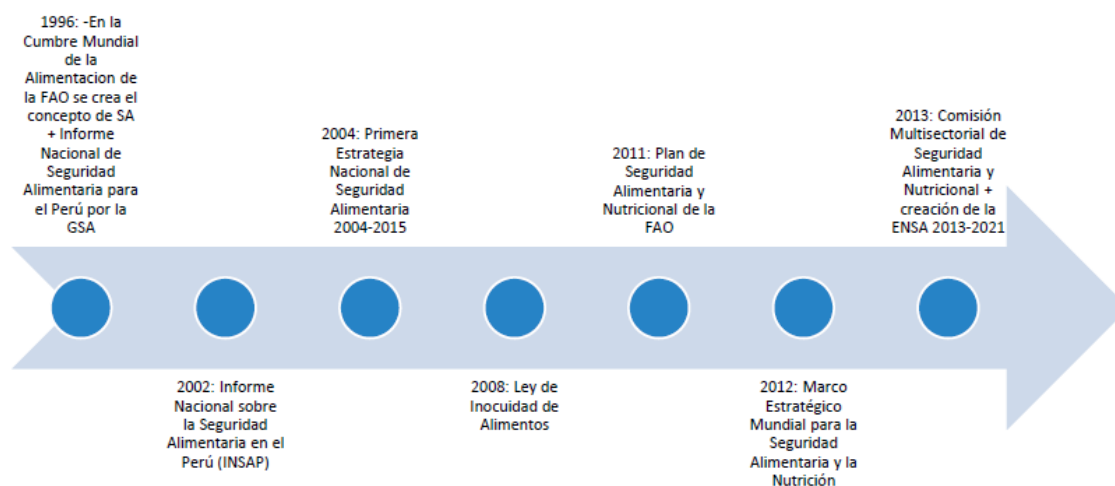 1996: -En la
Cumbre Mundial
de la
Alimentacion de
la FAO se crea el
concepto de SA
+ Informe
Nacional de
Seguridad
Alimentaria para
el Perú por la
GSA
2002: Informe
Nacional sobre
la Seguridad
Alimentaria en el
Perú (INSAP)
2004: Primera
Estrategia
Nacional de
Seguridad
Alimentaria
2004-2015
2008: Ley de
Inocuidad de
Alimentos
2011: Plan de
Seguridad
Alimentaria y
Nutricional de la
FAO
2012: Marco
Estratégico
Mundial para la
Seguridad
Alimentaria y la
Nutrición
2013: Comisión
Multisectorial de
Seguridad
Alimentaria y
Nutricional +
creación de la
ENSA 2013-2021